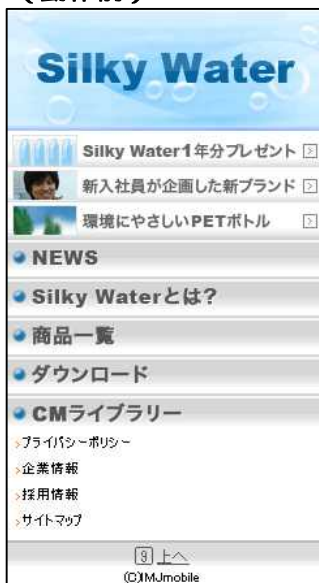 Silky Water
Silky Water1年分プレゼント
新入社員が企画した新ブランド
環境にやさしいPETボトル
NEWS
Silky Waterとは?
商品一覧
ダウンロード
CMライブラリー
プライバシーポリシー
企業情報
採用情報
サイトマップ
9 上へ
(C)IMJmobile